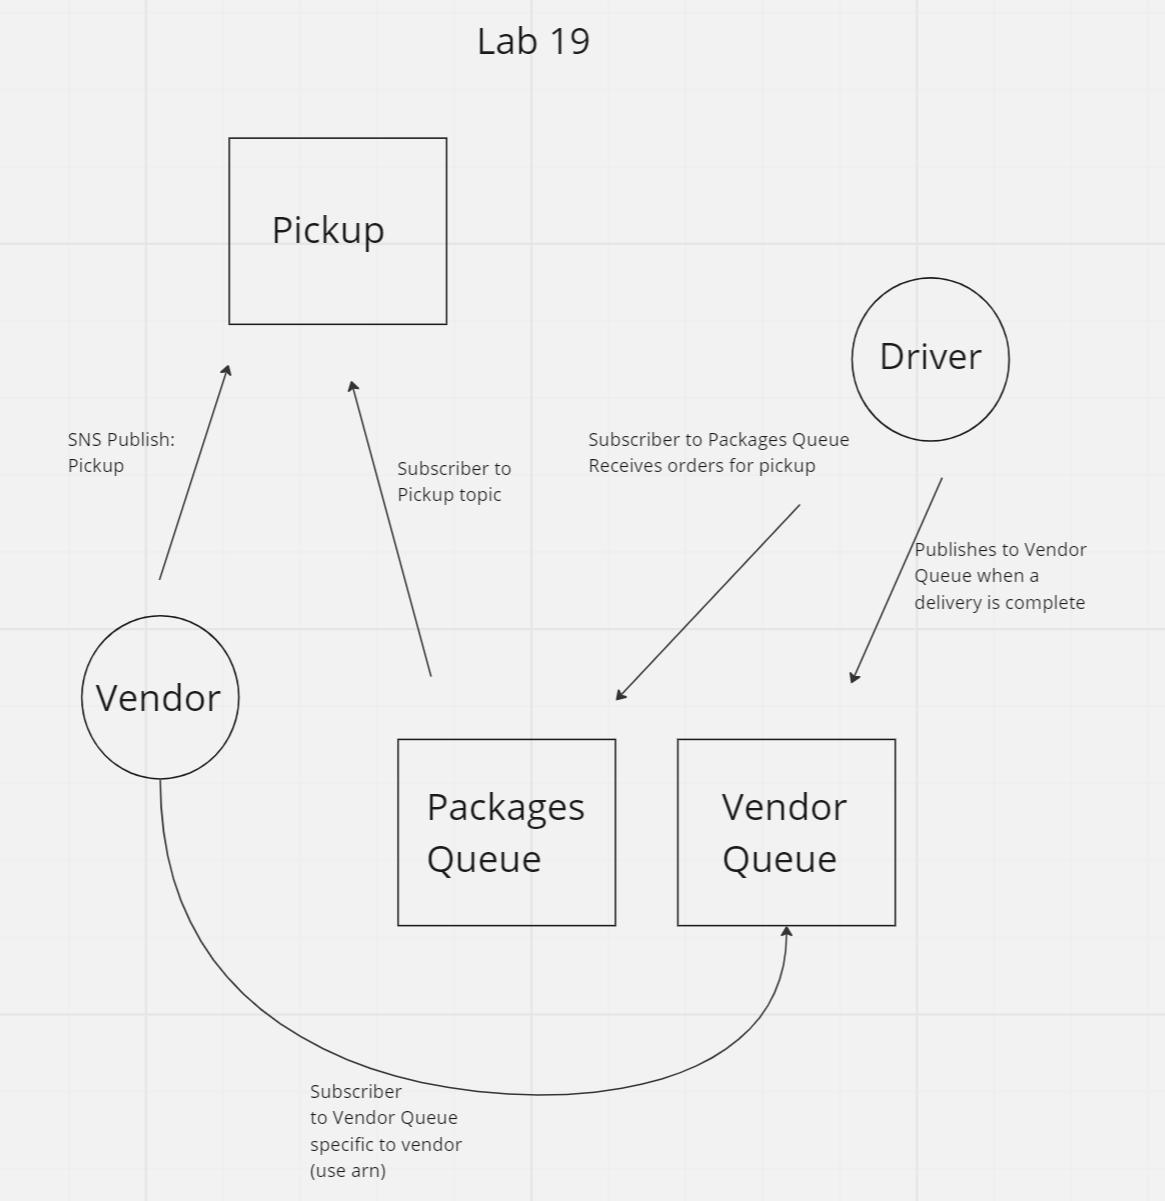 Lab 19
Pickup
Driver
SNS Publish:
Pickup
Subscriber to
Pickup topic
Subscriber to Packages Queue
Receives orders for pickup
Publishes to Vendor
Queue when a
delivery is complete
Vendor
Packages
Queue
Vendor
Queue
Subscriber
to Vendor Queue
specific to vendor
(use arn)